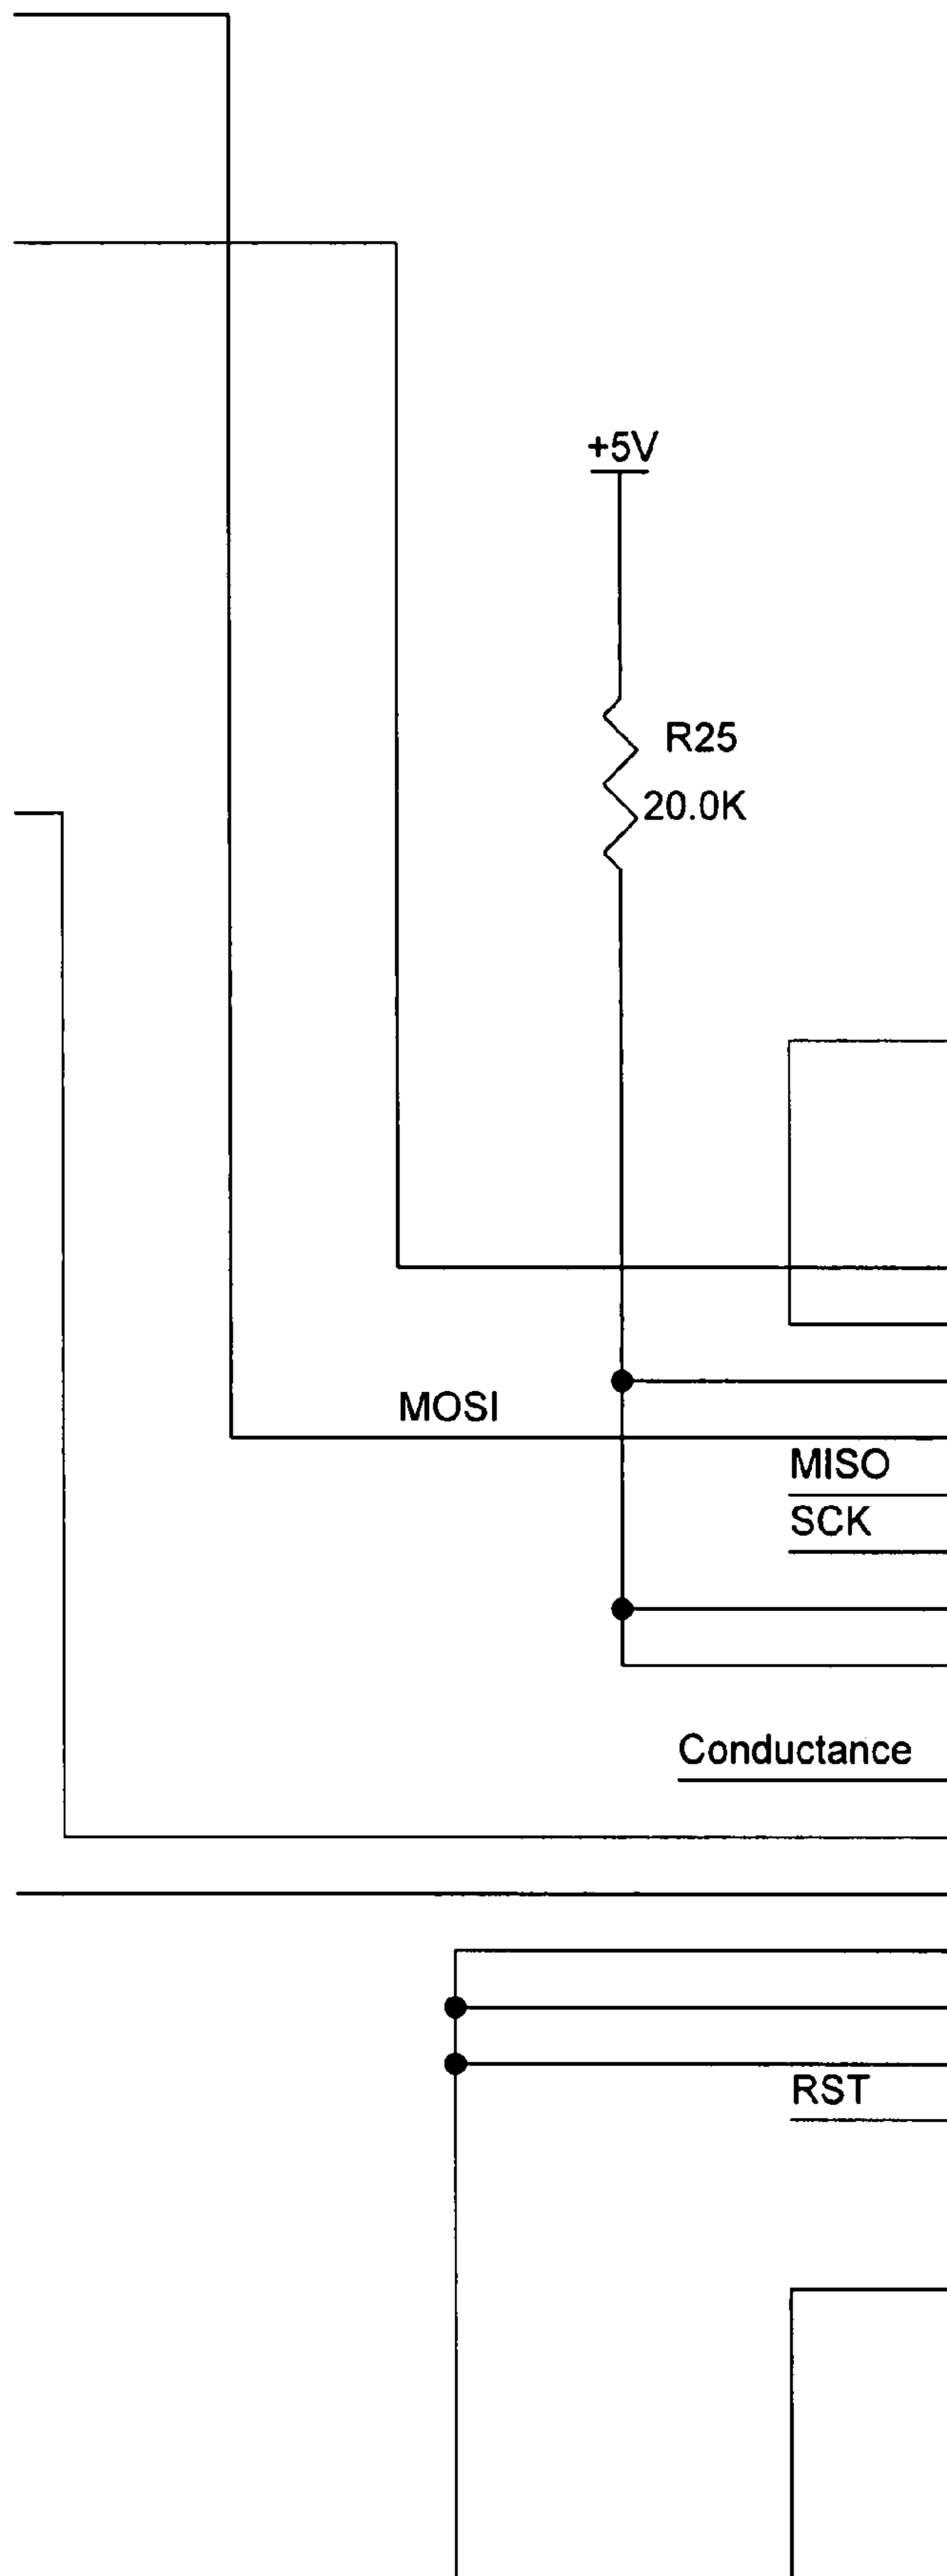 +5V
R25
20.0K
MOSI
MISO
SCK
Conductance
RST